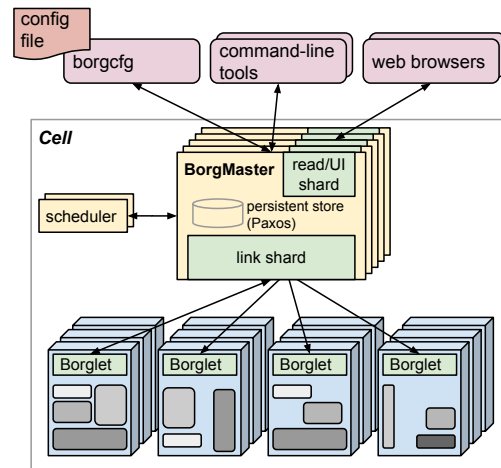 config
file
borgcfg
command-line
tools
web browsers
Cell
BorgMaster
read/UI
shard
persistent store
(Paxos)
scheduler
link shard
Borglet
Borglet
Borglet
Borglet